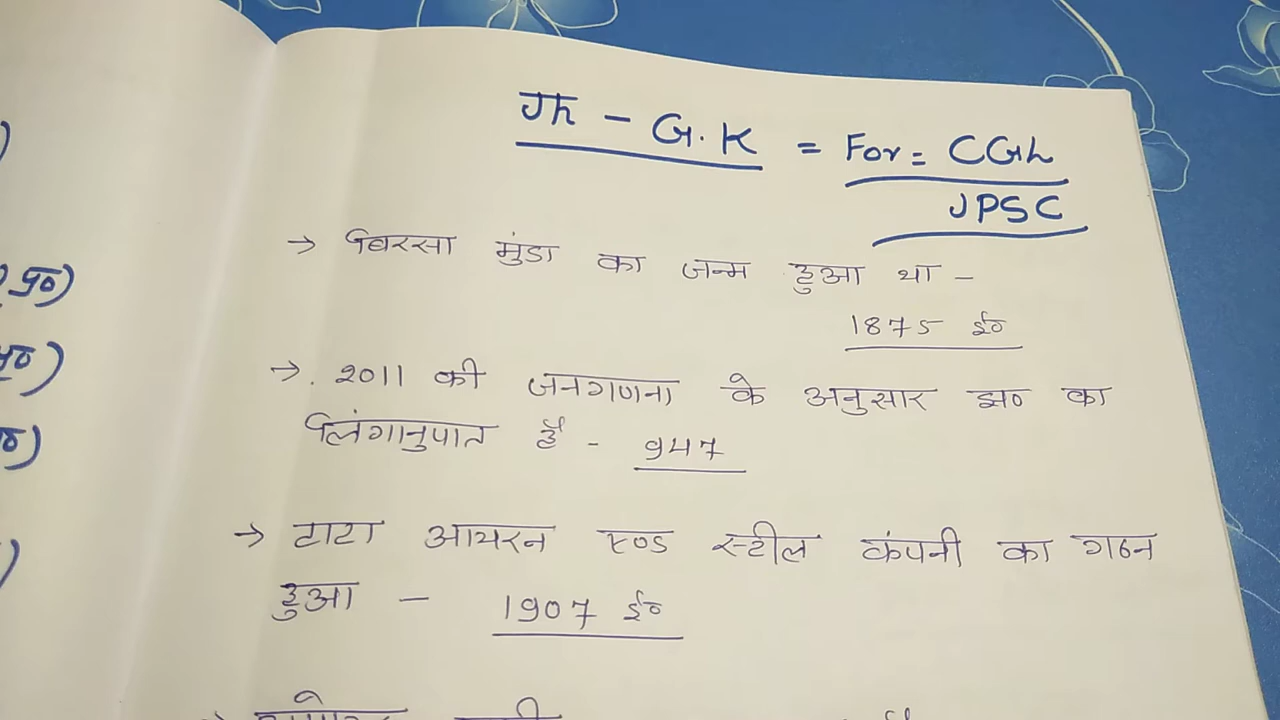 Jh - G.K = For = CGL
JPSC
→ बिरसा मुंडा का जन्म हुआ था -
1875 ई०
→. 2011 की जनगणना के अनुसार झा० का
लिंगानुपात है - 947
→ टाटा आयरन एण्ड स्टील कंपनी का गठन
हुआ - 1907 ई०